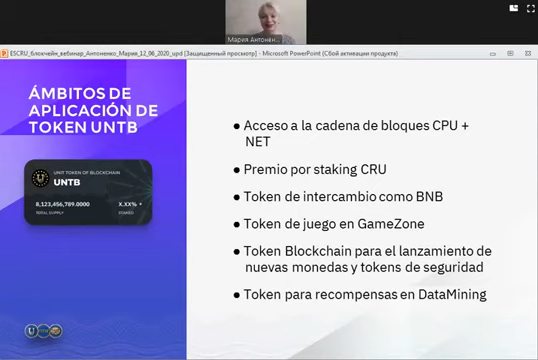 Мария Антонен...
ESCRU_блокчейн_вебинар_Антоненко_Мария_12_06_2020_upd [Защищенный просмотр] - Microsoft PowerPoint (Сбой активации продукта)
ÁMBITOS DE
APLICACIÓN DE
TOKEN UNTB
UNIT TOKEN OF BLOCKCHAIN
UNTB
8,123,456,789.0000
X.XX%
TOTAL SUPPLY
STAKED
● Acceso a la cadena de bloques CPU +
NET
● Premio por staking CRU
● Token de intercambio como BNB
● Token de juego en GameZone
● Token Blockchain para el lanzamiento de
nuevas monedas y tokens de seguridad
● Token para recompensas en DataMining